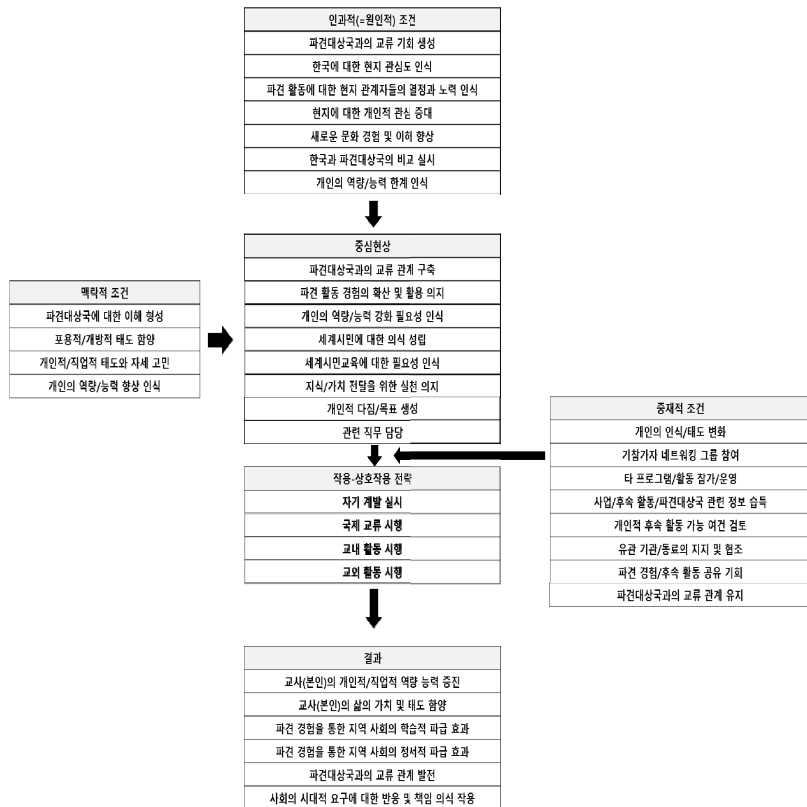 인과적(=원인적) 조건
파견대상국과의 교류 기회 생성
한국에 대한 현지 관심도 인식
파견 활동에 대한 현지 관계자들의 열정과 노력 인식
현지에 대한 개인적 관심 증대
새로운 문화 경험 및 이해 향상
한국과 파견대상국의 비교 실시
개인의 역량/능력 한계 인식
중심현상
파견대상국과의 교류 관계 구축
파견 활동 경험의 확산 및 활용 의지
개인의 역량/능력 강화 필요성 인식
세계시민에 대한 의식 성립
세계시민교육에 대한 필요성 인식
지식/가치 전달을 위한 실천 의지
개인적 다짐/목표 생성
관련 직무 담당
맥락적 조건
파견대상국에 대한 이해 형성
포용적/개방적 태도 함양
개인적/직업적 태도와 자세 고민
개인의 역량/능력 향상 인식
중재적 조건
개인의 인식/태도 변화
기참가자 네트워킹 그룹 참여
타 프로그램/활동 참가/운영
사업/후속 활동/파견대상국 관련 정보 습득
개인적 후속 활동 가능 여건 검토
유관 기관/동료의 지지 및 협조
파견 경험/후속 활동 공유 기회
파견대상국과의 교류 관계 유지
작용-상호작용 전략
자기 계발 실시
국제 교류 시행
교내 활동 시행
교외 활동 시행
결과
교사(본인)의 개인적/직업적 역량 능력 증진
교사(본인)의 삶의 가치 및 태도 함양
파견 경험을 통한 지역 사회의 학습적 파급 효과
파견 경험을 통한 지역 사회의 정서적 파급 효과
파견대상국과의 교류 관계 발전
사회의 시대적 요구에 대한 반응 및 책임 의식 작용